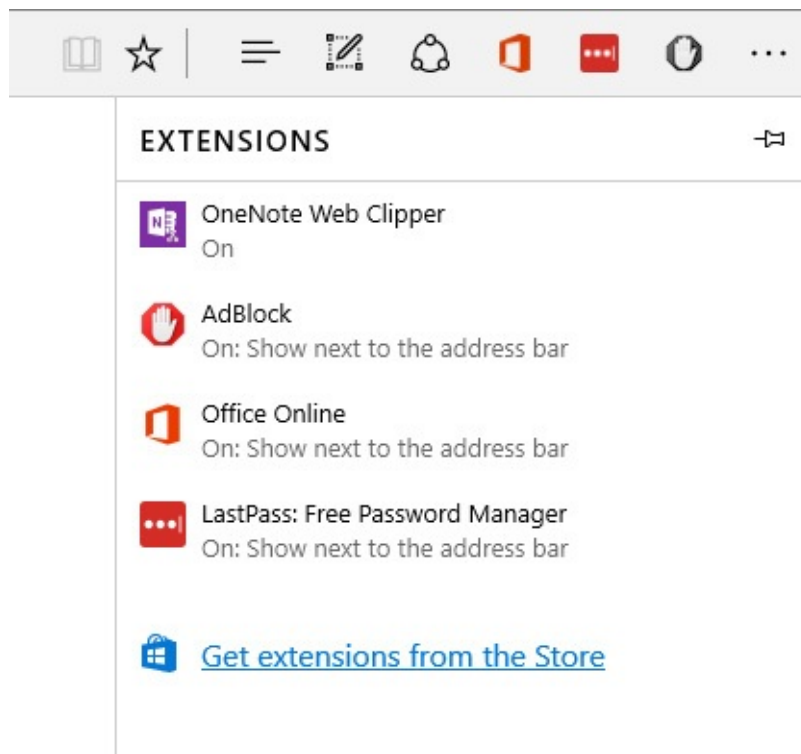 EXTENSIONS
OneNote Web Clipper
On
AdBlock
On: Show next to the address bar
Office Online
On: Show next to the address bar
LastPass: Free Password Manager
On: Show next to the address bar
Get extensions from the Store